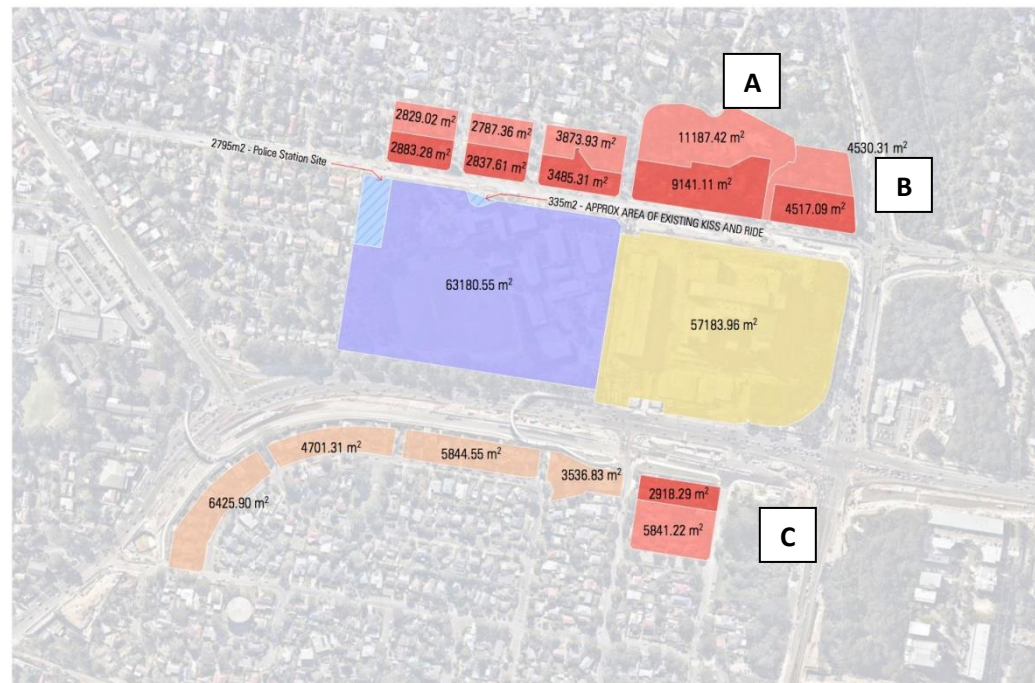 A
2829.02 m²
2787.36 m²
3873.93 m²
11187.42 m²
4530.31 m²
2795m2 - Police Station Site
2883.28 m²
2837.61 m²
3485.31 m²
9141.11 m²
B
4517.09 m²
335m2 - APPROX AREA OF EXISTING KISS AND RIDE
63180.55 m²
57183.96 m²
4701.31 m²
5844.55 m²
3536.83 m²
6425.90 m²
2918.29 m²
5841.22 m²
C